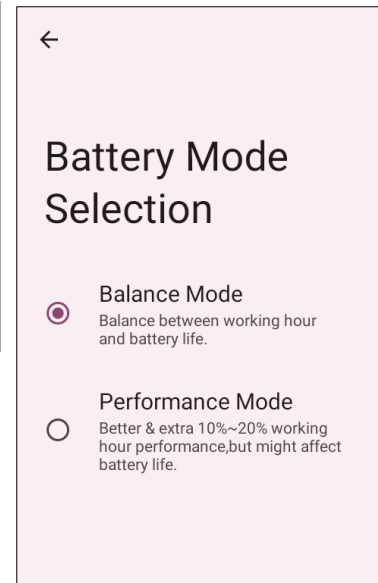 Battery Mode
Selection
Balance Mode
Balance between working hour
and battery life.
Performance Mode
Better & extra 10%~20% working
hour performance,but might affect
battery life.